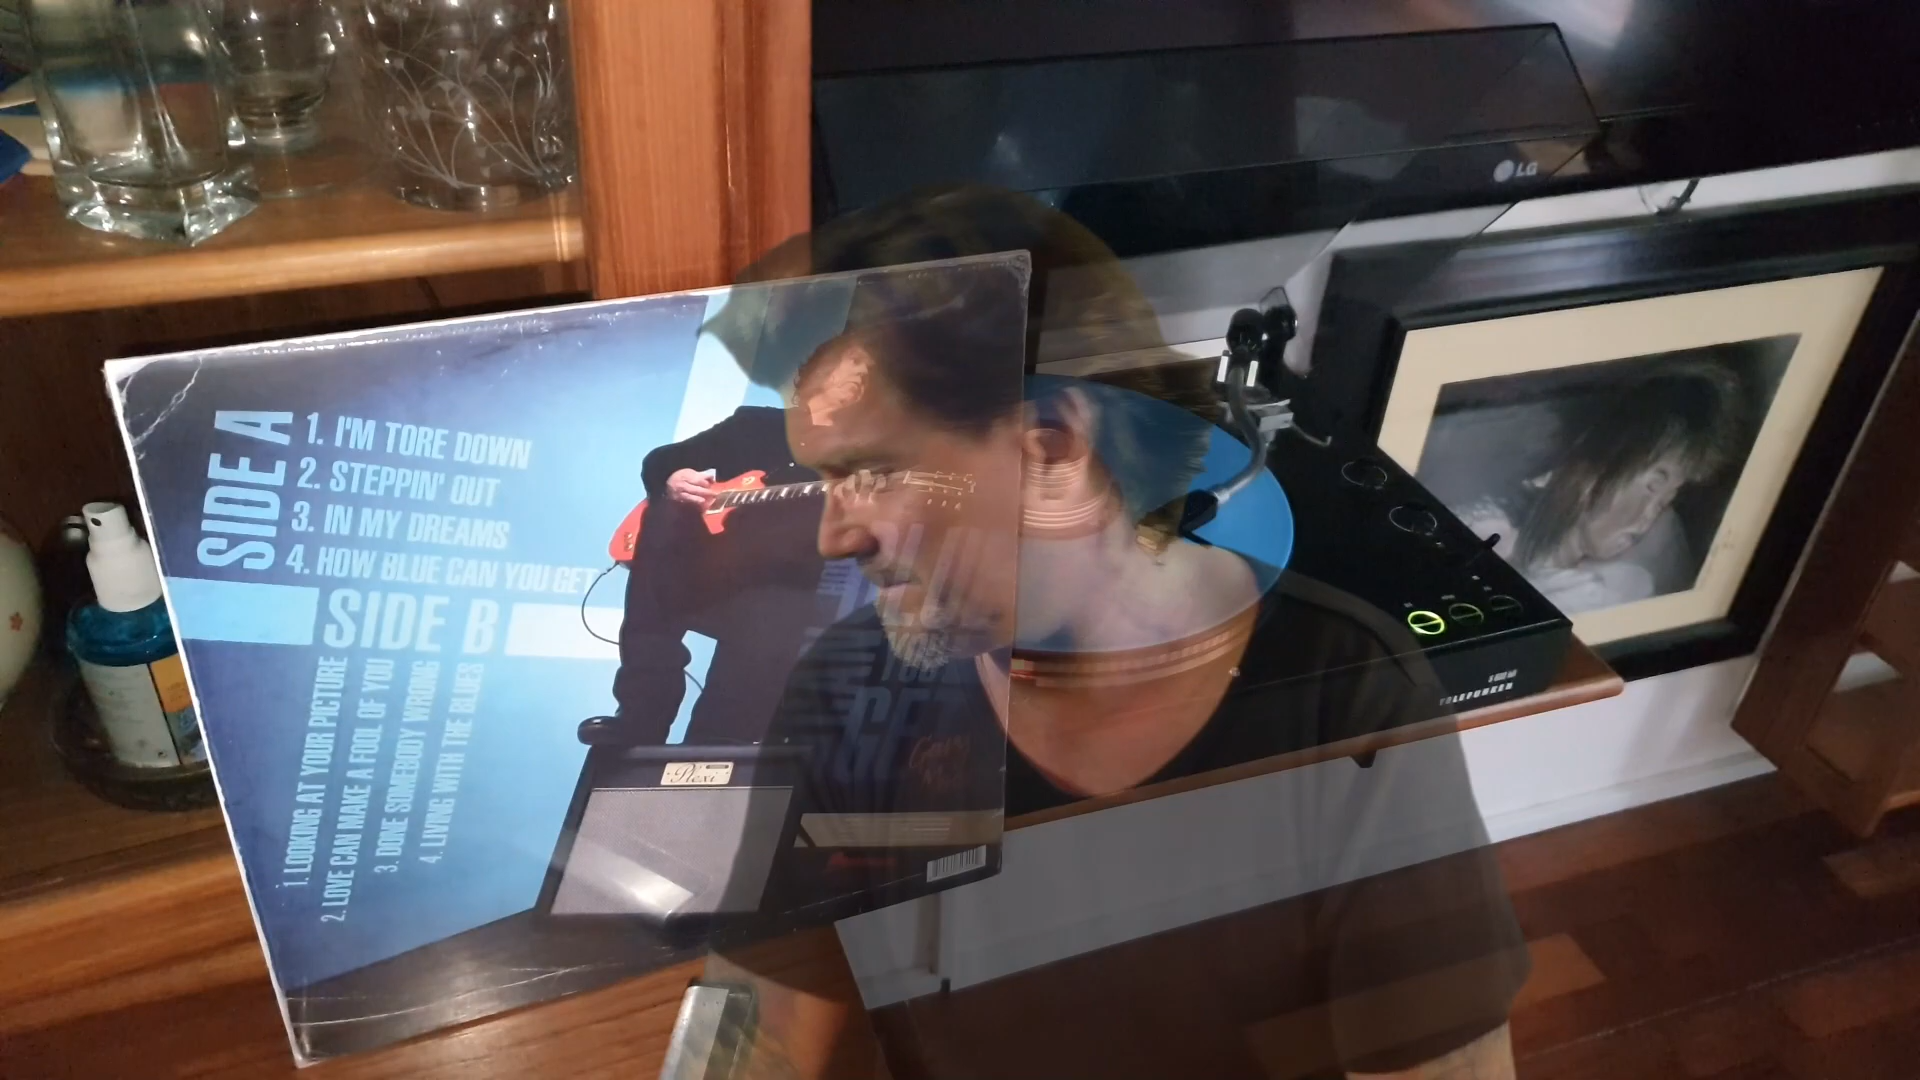 LG
SIDE A
1. I'M TORE DOWN
2. STEPPIN' OUT
3. IN MY DREAMS
4. HOW BLUE CAN YOU GET
SIDE B
1. LOOKING AT YOUR PICTURE
2. LOVE CAN MAKE A FOOL OF YOU
3. DONE SOMEBODY WRONG
4. LIVING WITH THE BLUES
Plexi
GET
TELEFUNKEN